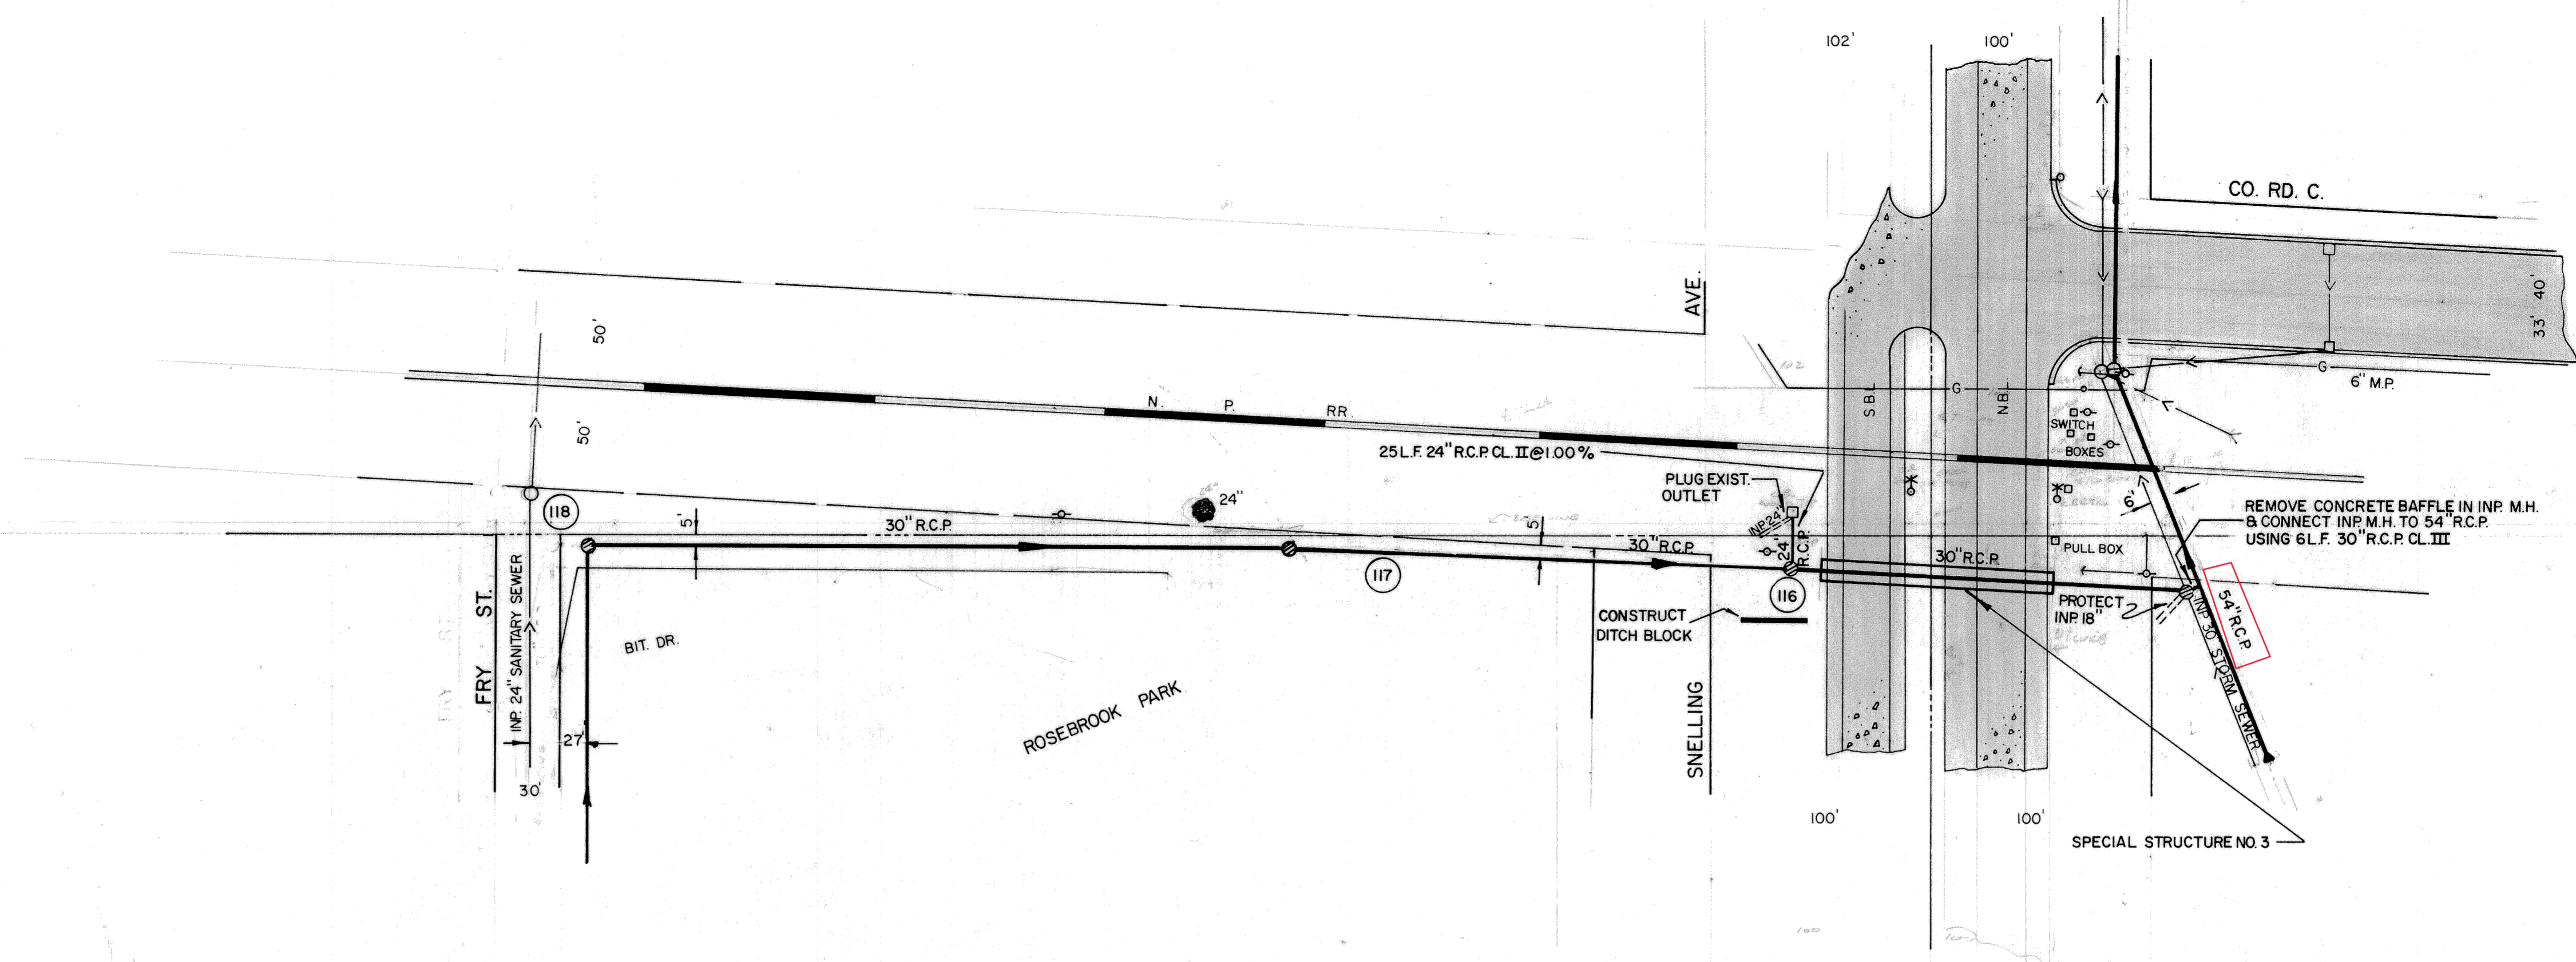 102'
100'
CO. RD. C.
AVE.
50'
40'
33'
N. P. RR.
S.B.L.
G
N.B.L.
G
6" M.P.
50'
SWITCH
BOXES
25 L.F. 24" R.C.P. CL. II @ 1.00 %
PLUG EXIST.
OUTLET
24"
118
5'
30" R.C.P.
INP. 24"
5'
30" R.C.P.
24"
R.C.P.
30" R.C.P.
PULL BOX
6'
REMOVE CONCRETE BAFFLE IN INP. M.H.
& CONNECT INP. M.H. TO 54" R.C.P.
USING 6 L.F. 30" R.C.P. CL. III
117
116
CONSTRUCT
DITCH BLOCK
PROTECT
INP. 18"
54" R.C.P.
INP. 30" STORM SEWER
FRY ST.
INP. 24" SANITARY SEWER
BIT. DR.
ROSEBROOK PARK
SNELLING
27'
30'
100'
100'
SPECIAL STRUCTURE NO. 3